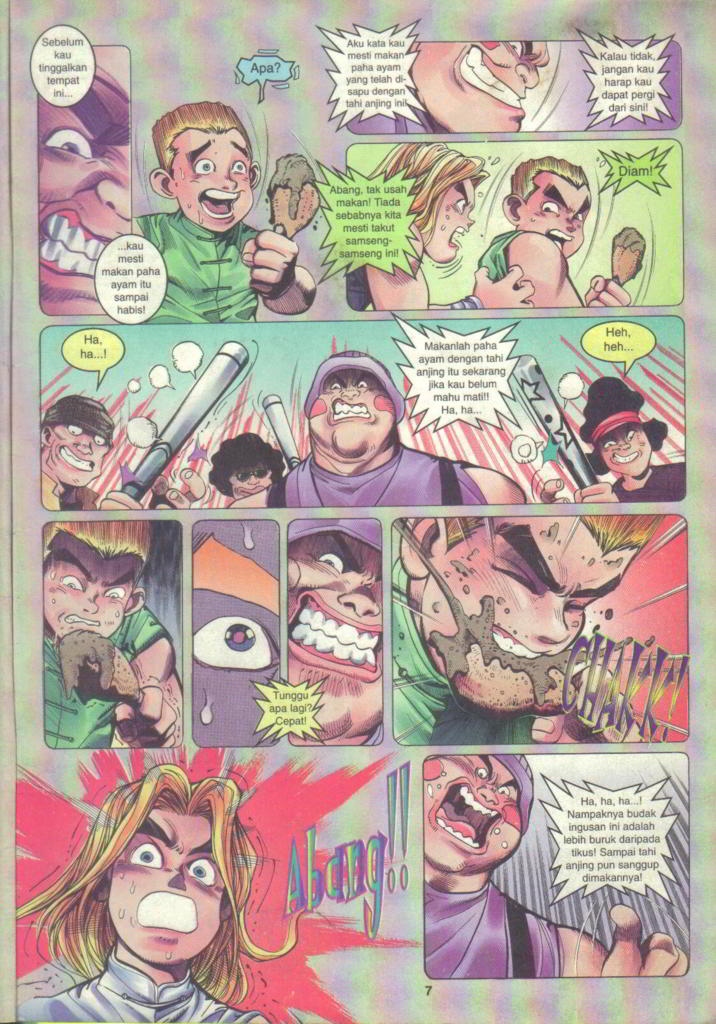 Sebelum
kau
tinggalkan
tempat
ini...
Apa?
...kau
mesti
makan paha
ayam itu
sampai
habis!
Aku kata kau
mesti makan
paha ayam
yang telah di-
sapu dengan
tahi anjing ini!
Kalau tidak,
jangan kau
harap kau
dapat pergi
dari sini!
Abang, tak usah
makan! Tiada
sebabnya kita
mesti takut
samseng-
samseng ini!
Diam!
Ha,
ha...!
Makanlah paha
ayam dengan tahi
anjing itu sekarang
jika kau belum
mahu mati!!
Ha, ha...
Heh,
heh...
Tunggu
apa lagi?
Cepat!
CHAKK!!
Abang!!
Ha, ha, ha...!
Nampaknya budak
ingusan ini adalah
lebih buruk daripada
tikus! Sampai tahi
anjing pun sanggup
dimakannya!
7